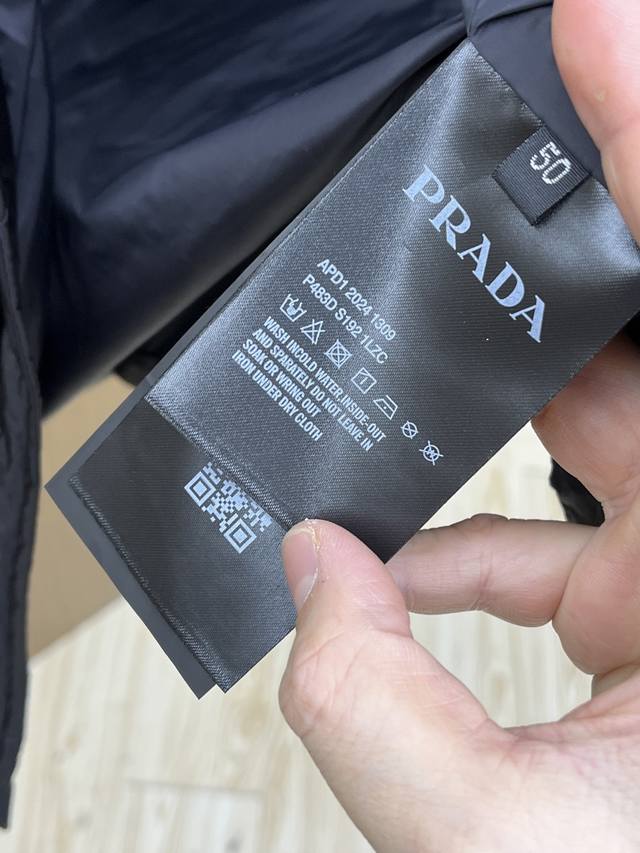 50
PRADA
APD1 2024 1309
P483D S192 1LZC
WASH INCOLD WATER, INSIDE-OUT
AND SPARATELY DO NOT LEAVE IN
SOAK OR WRING OUT
IRON UNDER DRY CLOTH